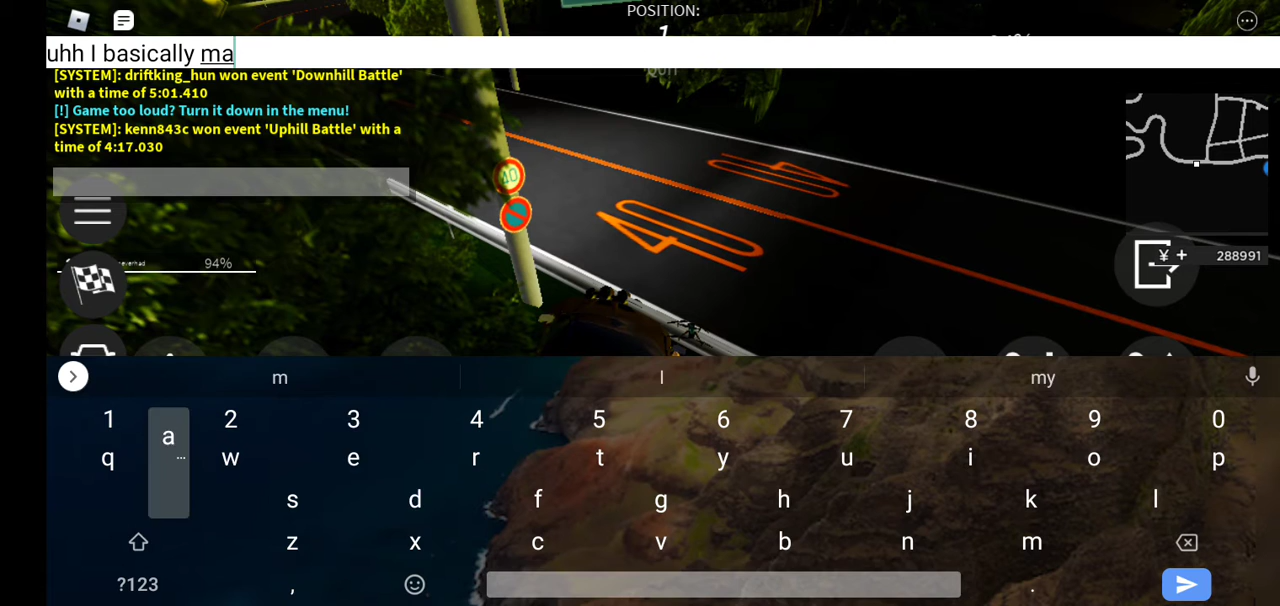 POSITION:
1
uhh I basically ma
[SYSTEM]: driftking_hun won event 'Downhill Battle'
with a time of 5:01.410
[!] Game too loud? Turn it down in the menu!
[SYSTEM]: kenn843c won event 'Uphill Battle' with a
time of 4:17.030
40
40
40
¥ + 288991
94%
m I my
1 2 3 4 5 6 7 8 9 0
a
q w e r t y u i o p
s d f g h j k l
z x c v b n m
?123 , .